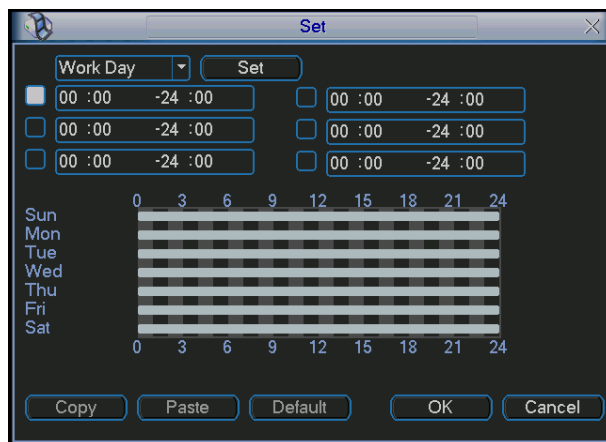 Set
Work Day Set
00 :00 -24 :00 00 :00 -24 :00
00 :00 -24 :00 00 :00 -24 :00
00 :00 -24 :00 00 :00 -24 :00
0 3 6 9 12 15 18 21 24
Sun
Mon
Tue
Wed
Thu
Fri
Sat
0 3 6 9 12 15 18 21 24
Copy Paste Default OK Cancel